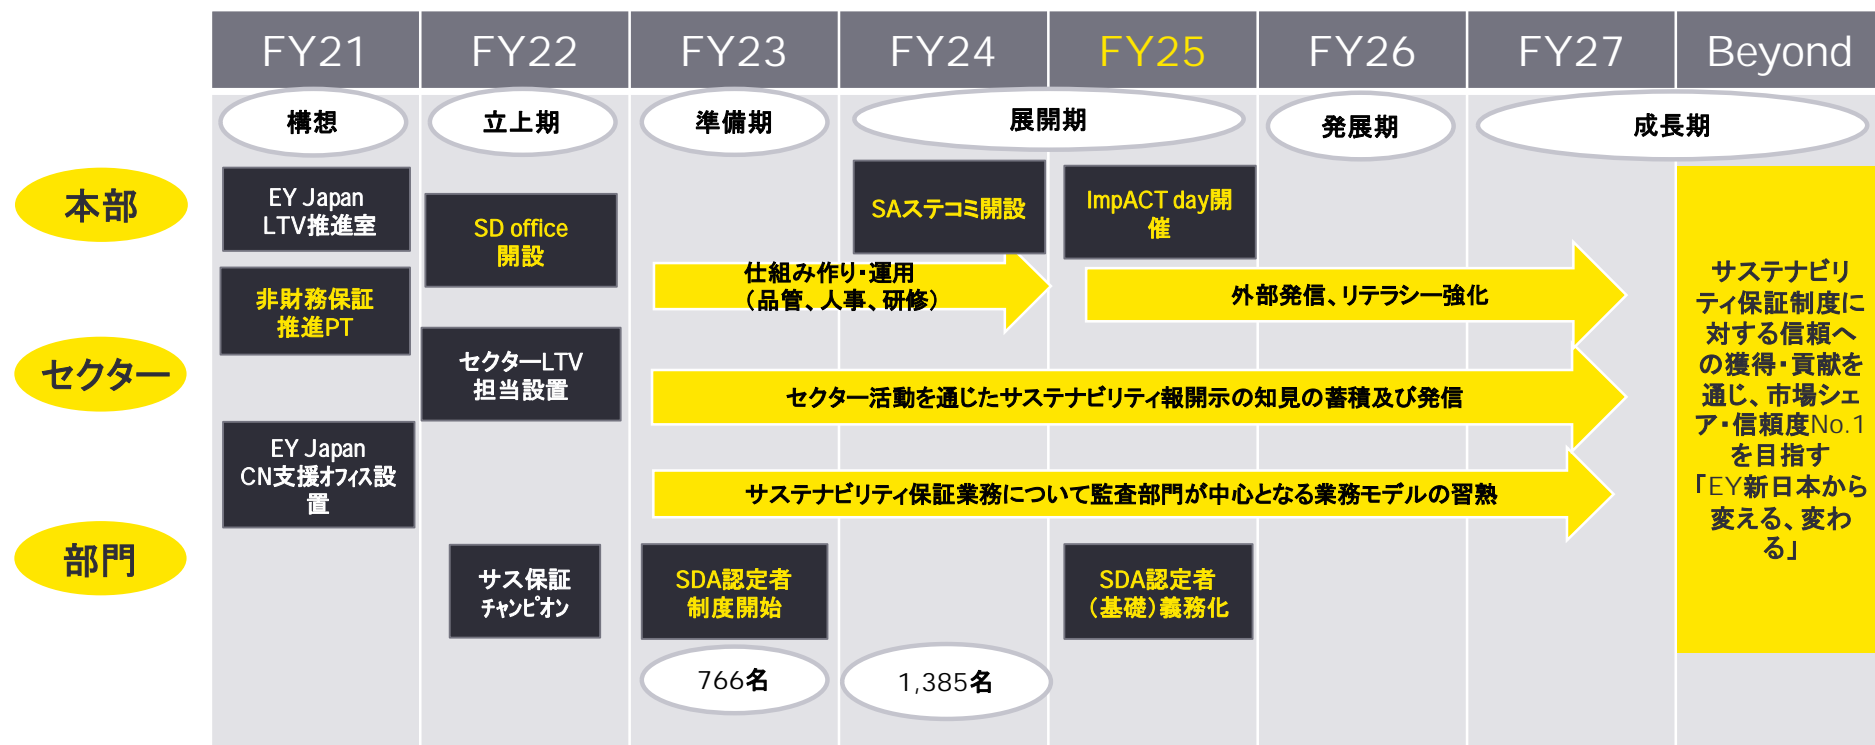 FY21
FY22
FY23
FY24
FY25
FY26
FY27
Beyond
構想
立上期
準備期
展開期
発展期
成長期
本部
EY Japan
LTV推進室
SD office
開設
SAステコミ開設
ImpACT day開
催
非財務保証
推進PT
仕組み作り・運用
（品管、人事、研修）
外部発信、リテラシー強化
セクター
セクターLTV
担当設置
セクター活動を通じたサステナビリティ報開示の知見の蓄積及び発信
EY Japan
CN支援オフィス設
置
サステナビリティ保証業務について監査部門が中心となる業務モデルの習熟
部門
サス保証
チャンピオン
SDA認定者
制度開始
SDA認定者
（基礎）義務化
766名
1,385名
サステナビリ
ティ保証制度に
対する信頼へ
の獲得・貢献を
通じ、市場シェ
ア・信頼度No.1
を目指す
「EY新日本から
変える、変わ
る」